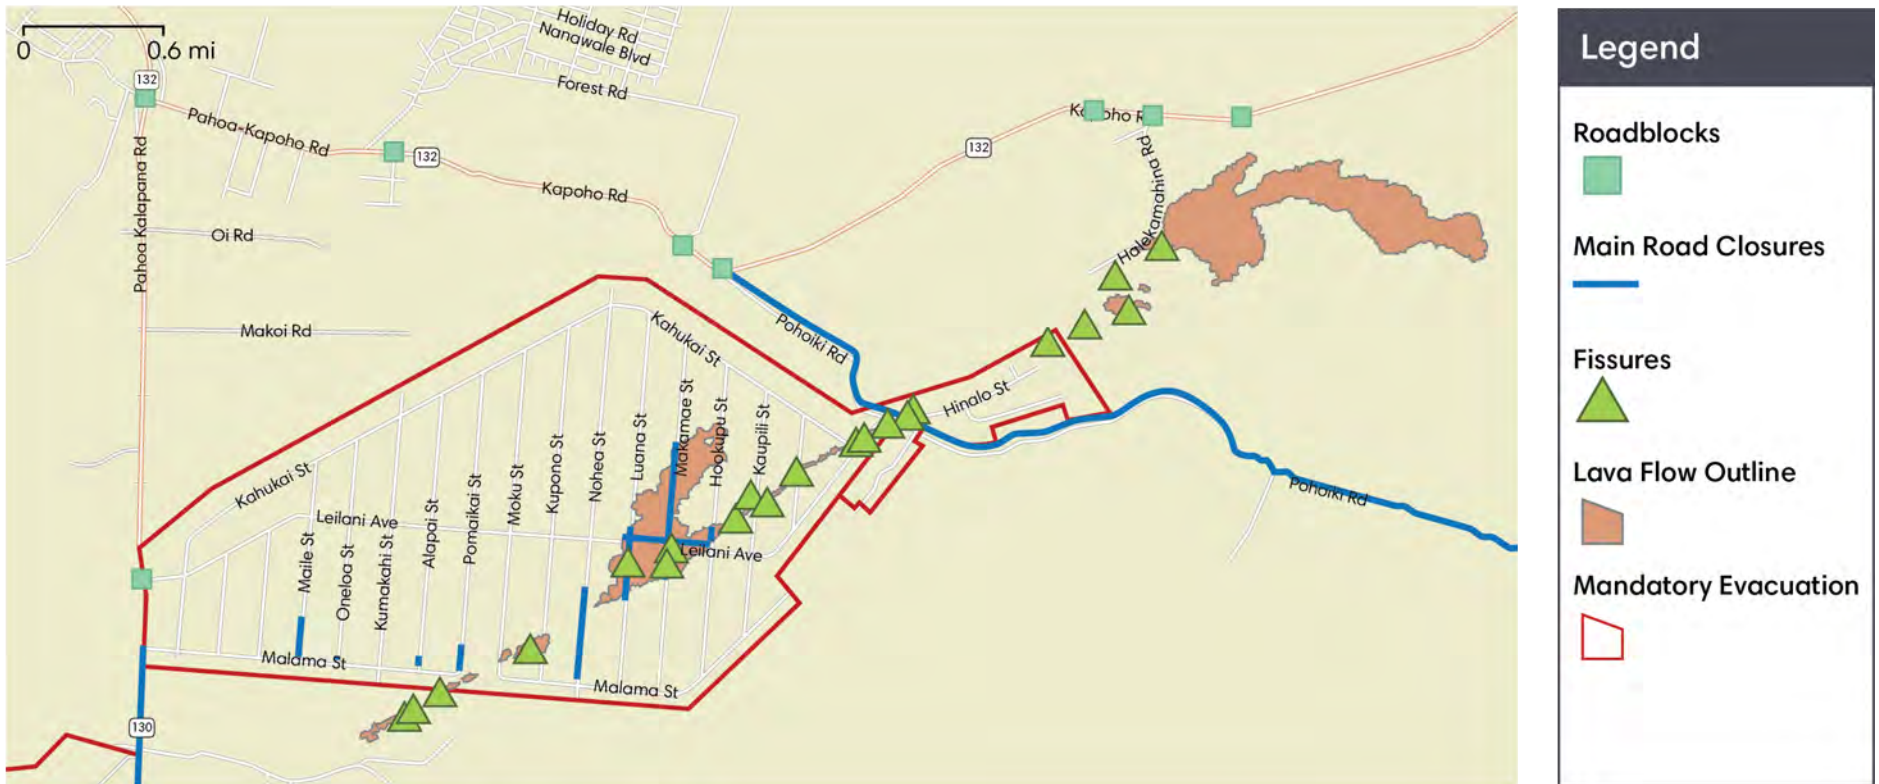 0
0.6 mi
Holiday Rd
Nanawale Blvd
Forest Rd
132
Pahoa-Kapoho Rd
132
Kapoho Rd
132
Pahoa Kalapana Rd
Oi Rd
Makoi Rd
Halekamahina Rd
Pohoiki Rd
Kahukai St
Hinalo St
Kahukai St
Leilani Ave
Maile St
Oneloa St
Kumakahi St
Alapai St
Pomaikai St
Moku St
Kupono St
Nohea St
Luana St
Makamae St
Hookupu St
Kaupili St
Leilani Ave
Pohoiki Rd
Malama St
Malama St
130
Legend
Roadblocks
Main Road Closures
Fissures
Lava Flow Outline
Mandatory Evacuation